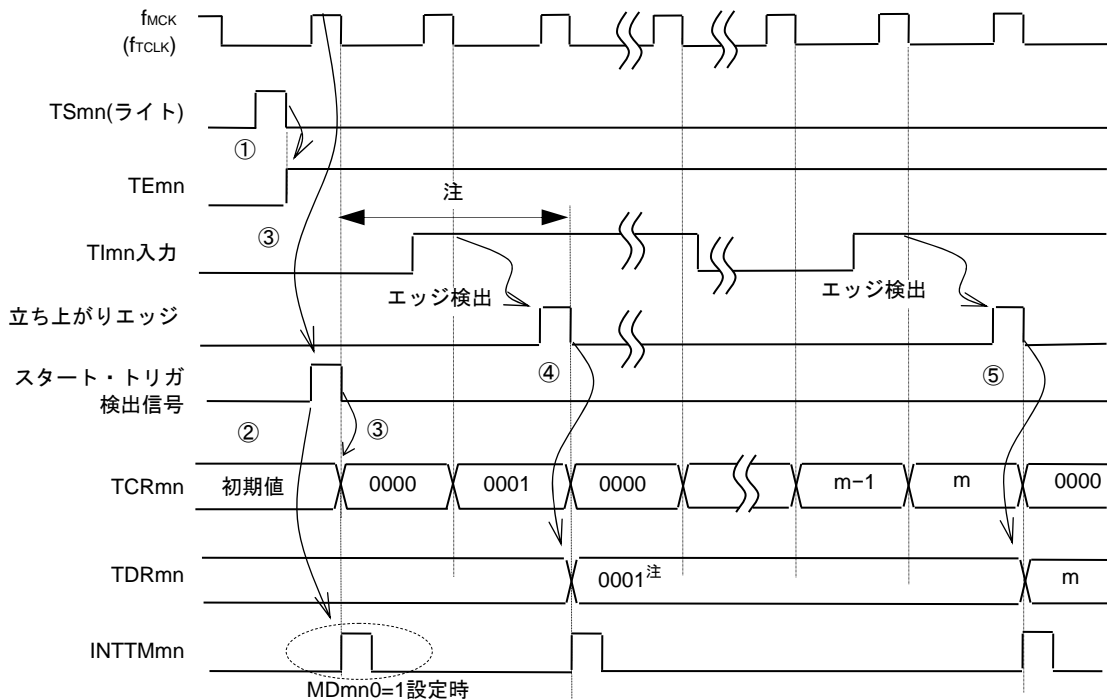 fMCK
(fTCLK)
TSmn(ライト)
①
TEmn
注
③
TImn入力
エッジ検出
エッジ検出
立ち上がりエッジ
④
⑤
スタート・トリガ
検出信号
②
③
TCRmn
初期値
0000
0001
0000
m−1
m
0000
TDRmn
0001注
m
INTTMmn
MDmn0=1設定時